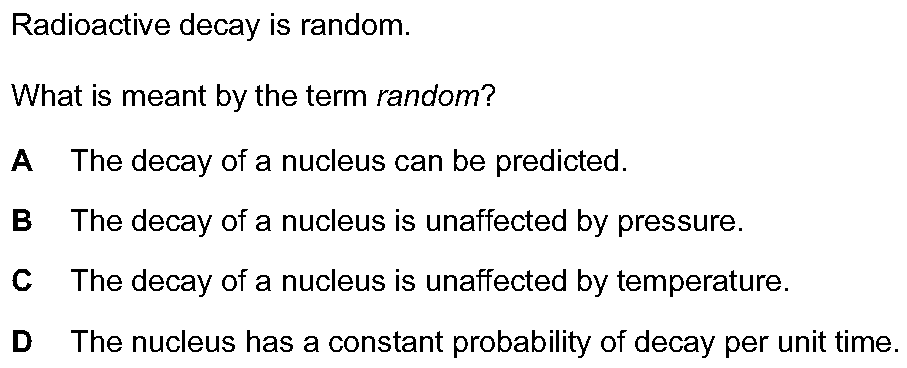 Radioactive decay is random.
What is meant by the term random?
A The decay of a nucleus can be predicted.
B The decay of a nucleus is unaffected by pressure.
C The decay of a nucleus is unaffected by temperature.
D The nucleus has a constant probability of decay per unit time.